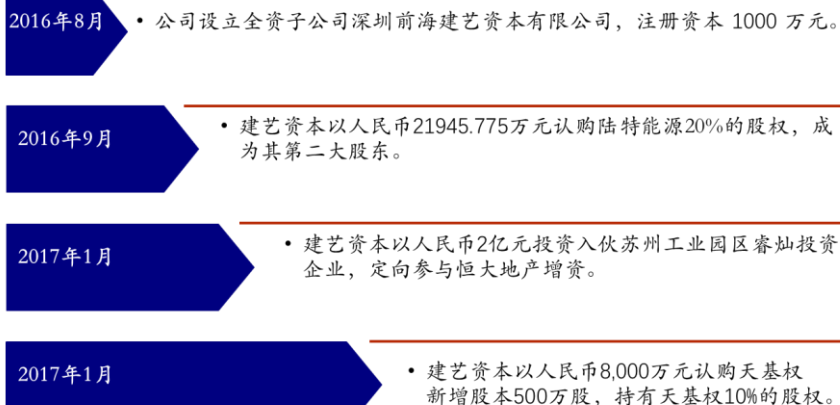 2016年8月
• 公司设立全资子公司深圳前海建艺资本有限公司，注册资本 1000 万元。
2016年9月
• 建艺资本以人民币21945.775万元认购陆特能源20%的股权，成
为其第二大股东。
2017年1月
• 建艺资本以人民币2亿元投资入伙苏州工业园区睿灿投资
企业，定向参与恒大地产增资。
2017年1月
• 建艺资本以人民币8,000万元认购天基权
新增股本500万股，持有天基权10%的股权。